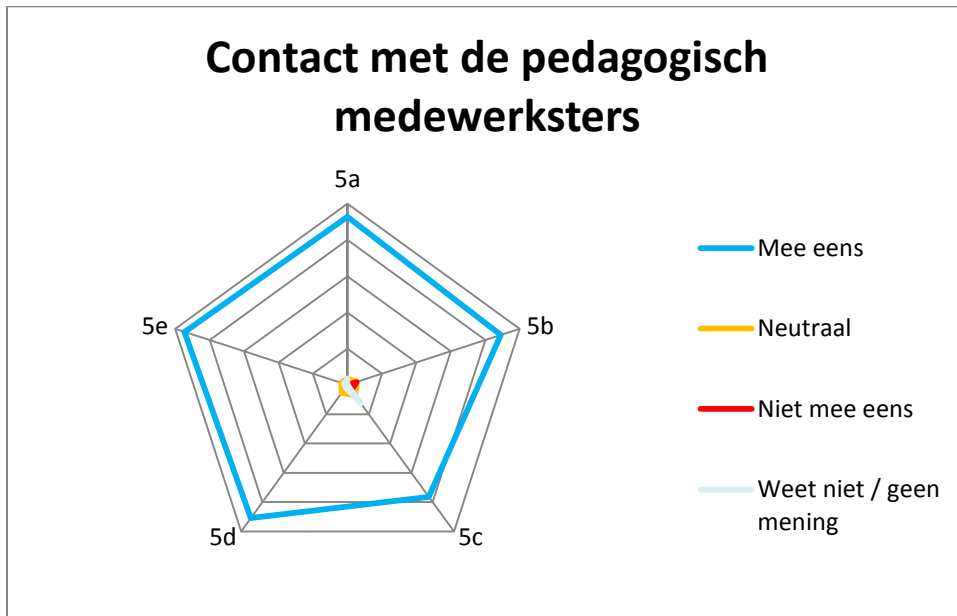 Contact met de pedagogisch
medewerksters
5a
5b
5c
5d
5e
Mee eens
Neutraal
Niet mee eens
Weet niet / geen
mening